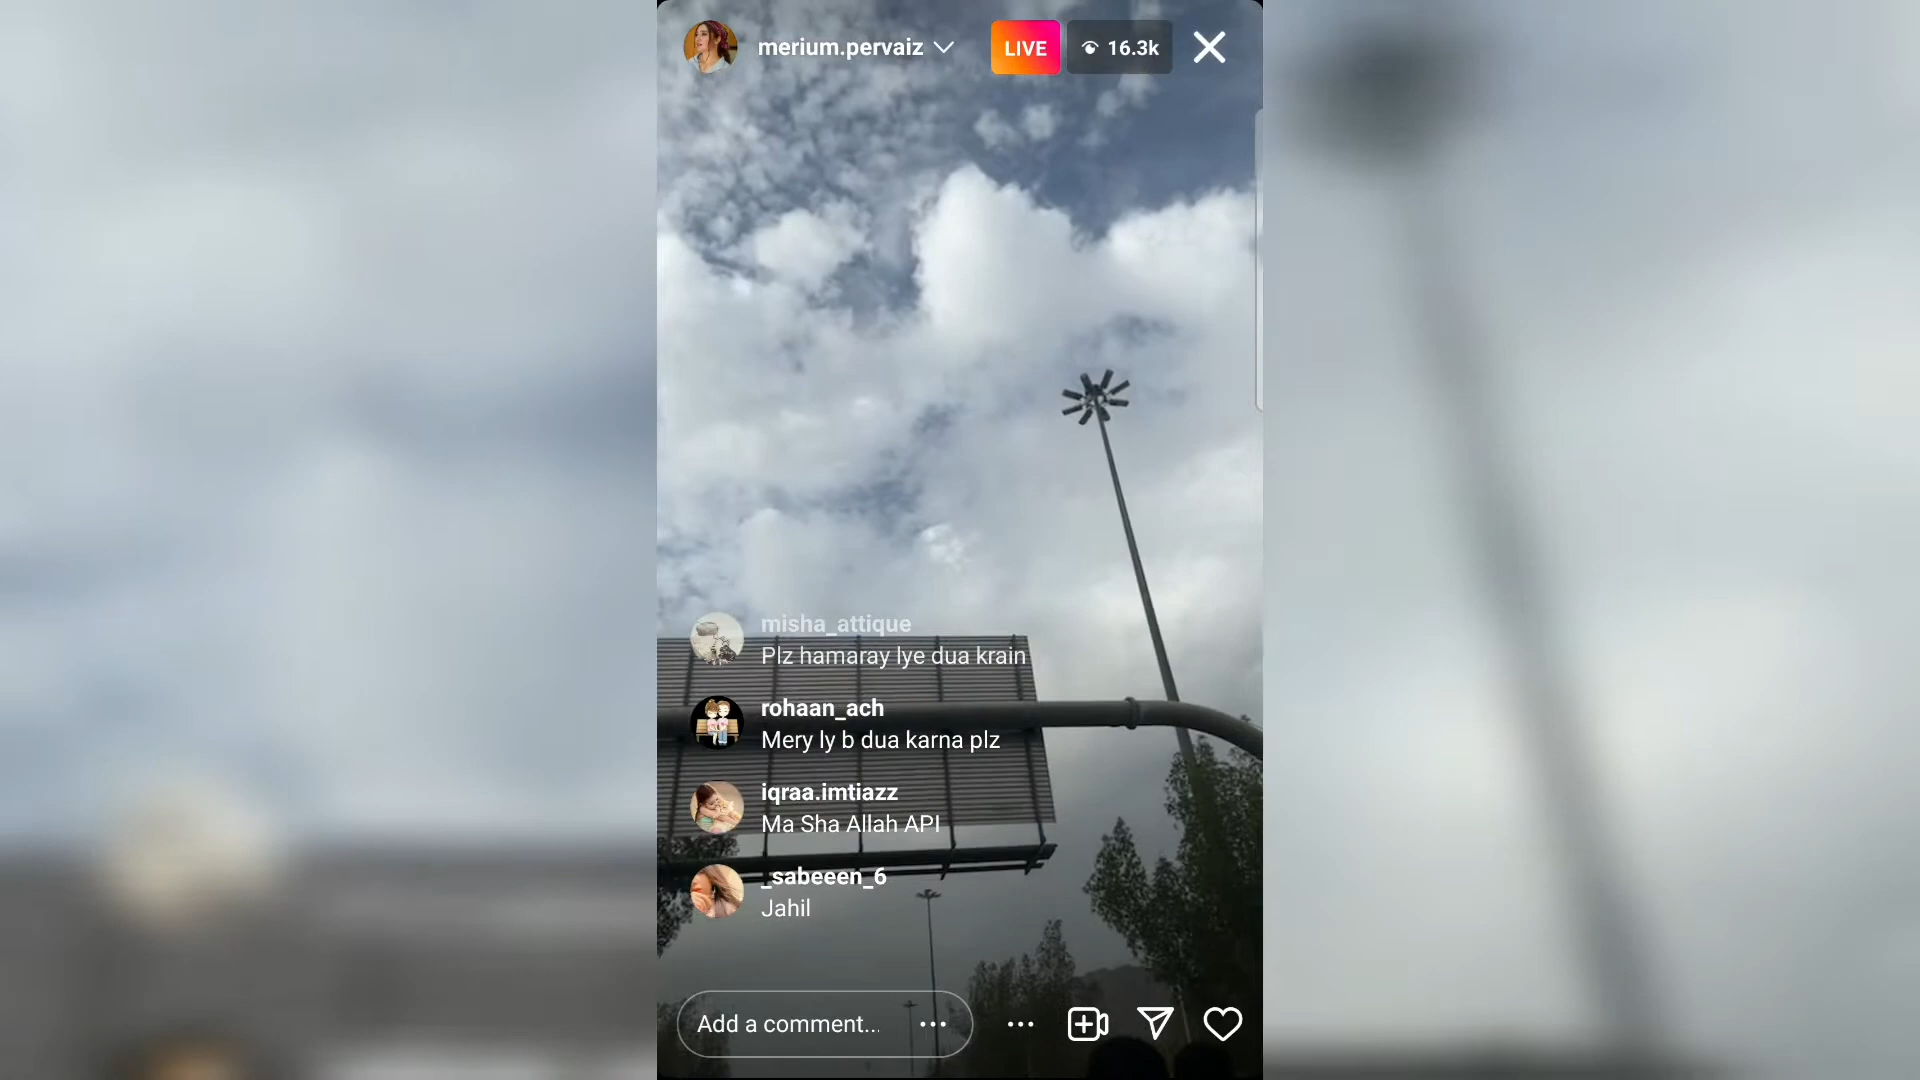 merium.pervaiz
LIVE
16.3k
misha_attique
Plz hamaray lye dua krain
rohaan_ach
Mery ly b dua karna plz
iqraa.imtiazz
Ma Sha Allah API
_sabeeen_6
Jahil
Add a comment...